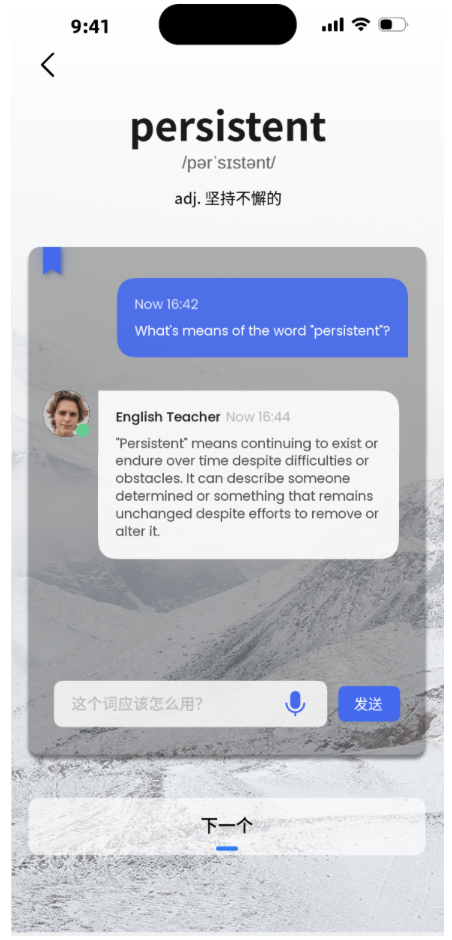 9:41
persistent
/pərˈsɪstənt/
adj. 坚持不懈的
Now 16:42
What's means of the word "persistent"?
English Teacher Now 16:44
"Persistent" means continuing to exist or
endure over time despite difficulties or
obstacles. It can describe someone
determined or something that remains
unchanged despite efforts to remove or
alter it.
这个词应该怎么用?
发送
下一个